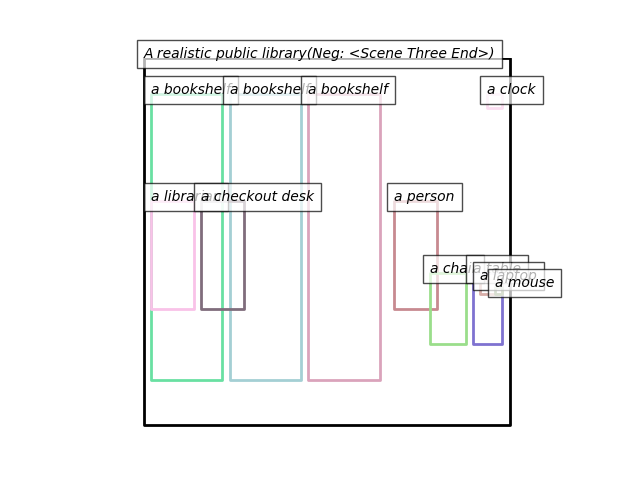 A realistic public library(Neg: <Scene Three End>)
a bookshelf
a bookshelf
a bookshelf
a clock
a librarian
a checkout desk
a person
a chair
a table
a laptop
a mouse